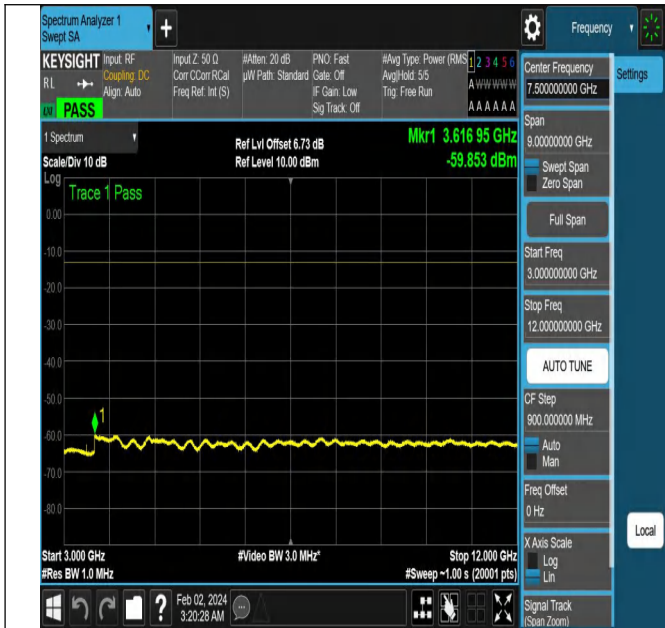 Spectrum Analyzer 1
Swept SA
+
Frequency
KEYSIGHT
RL
Input: RF
Coupling: DC
Align: Auto
Input Z: 50 Ω
Corr CCorr RCal
Freq Ref: Int (S)
#Atten: 20 dB
µW Path: Standard
PNO: Fast
Gate: Off
IF Gain: Low
Sig Track: Off
#Avg Type: Power (RMS
Avg|Hold: 5/5
Trig: Free Run
1 2 3 4 5 6
A W W W W W
A A A A A A
PASS
1 Spectrum
Scale/Div 10 dB
Ref Lvl Offset 6.73 dB
Ref Level 10.00 dBm
Mkr1 3.616 95 GHz
-59.853 dBm
Log
Trace 1 Pass
0.00
-10.0
-20.0
-30.0
-40.0
-50.0
-60.0
-70.0
-80.0
1
Start 3.000 GHz
#Res BW 1.0 MHz
#Video BW 3.0 MHz*
Stop 12.000 GHz
#Sweep ~1.00 s (20001 pts)
Feb 02, 2024
3:20:28 AM
Center Frequency
7.500000000 GHz
Settings
Span
9.00000000 GHz
Swept Span
Zero Span
Full Span
Start Freq
3.000000000 GHz
Stop Freq
12.000000000 GHz
AUTO TUNE
CF Step
900.000000 MHz
Auto
Man
Freq Offset
0 Hz
X Axis Scale
Log
Lin
Local
Signal Track
(Span Zoom)